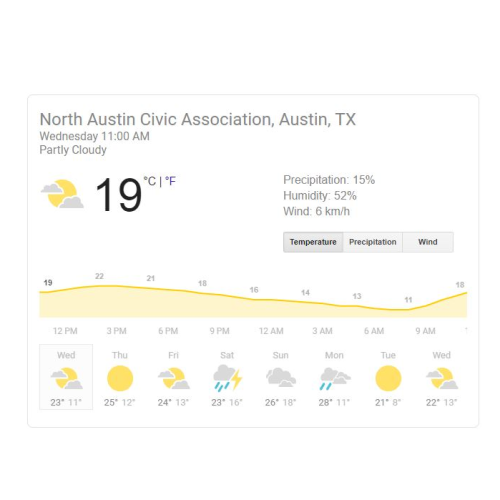 North Austin Civic Association, Austin, TX
Wednesday 11:00 AM
Partly Cloudy
19 °C | °F
Precipitation: 15%
Humidity: 52%
Wind: 6 km/h
Temperature Precipitation Wind
19 22 21 18 16 14 13 11 18
12 PM 3 PM 6 PM 9 PM 12 AM 3 AM 6 AM 9 AM
Wed Thu Fri Sat Sun Mon Tue Wed
23° 11° 25° 12° 24° 13° 23° 16° 26° 18° 28° 11° 21° 8° 22° 13°